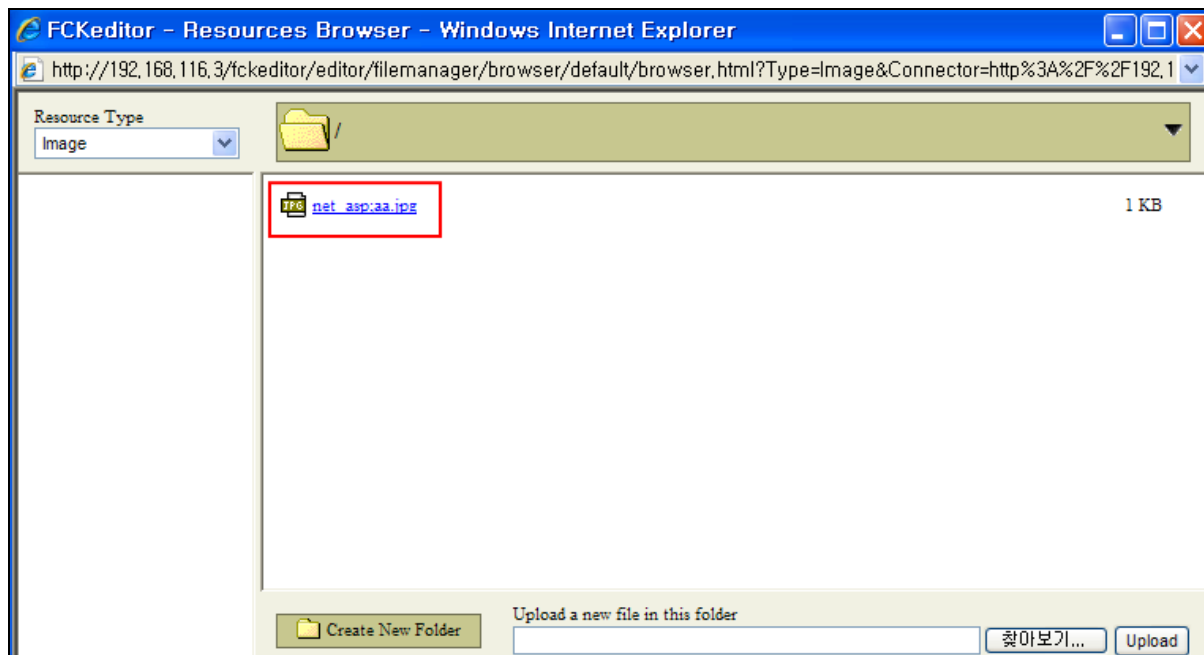 FCKeditor - Resources Browser - Windows Internet Explorer
http://192.168.116.3/fckeditor/editor/filemanager/browser/default/browser.html?Type=Image&Connector=http%3A%2F%2F192.1
Resource Type
Image
/
JPG net_asp;aa.jpg 1 KB
Create New Folder
Upload a new file in this folder
찾아보기... Upload